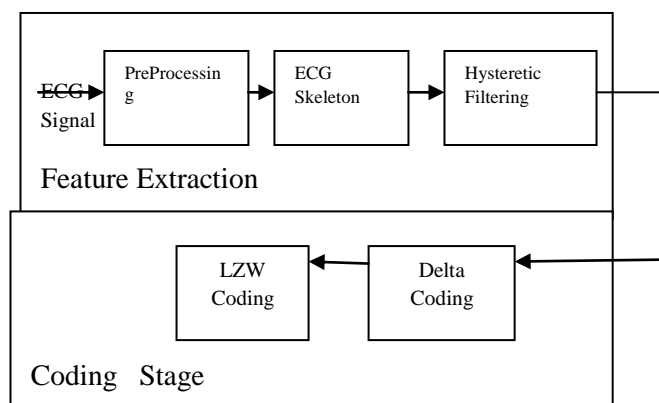 ECG
Signal
PreProcessin
g
ECG
Skeleton
Hysteretic
Filtering
Feature Extraction
LZW
Coding
Delta
Coding
Coding Stage